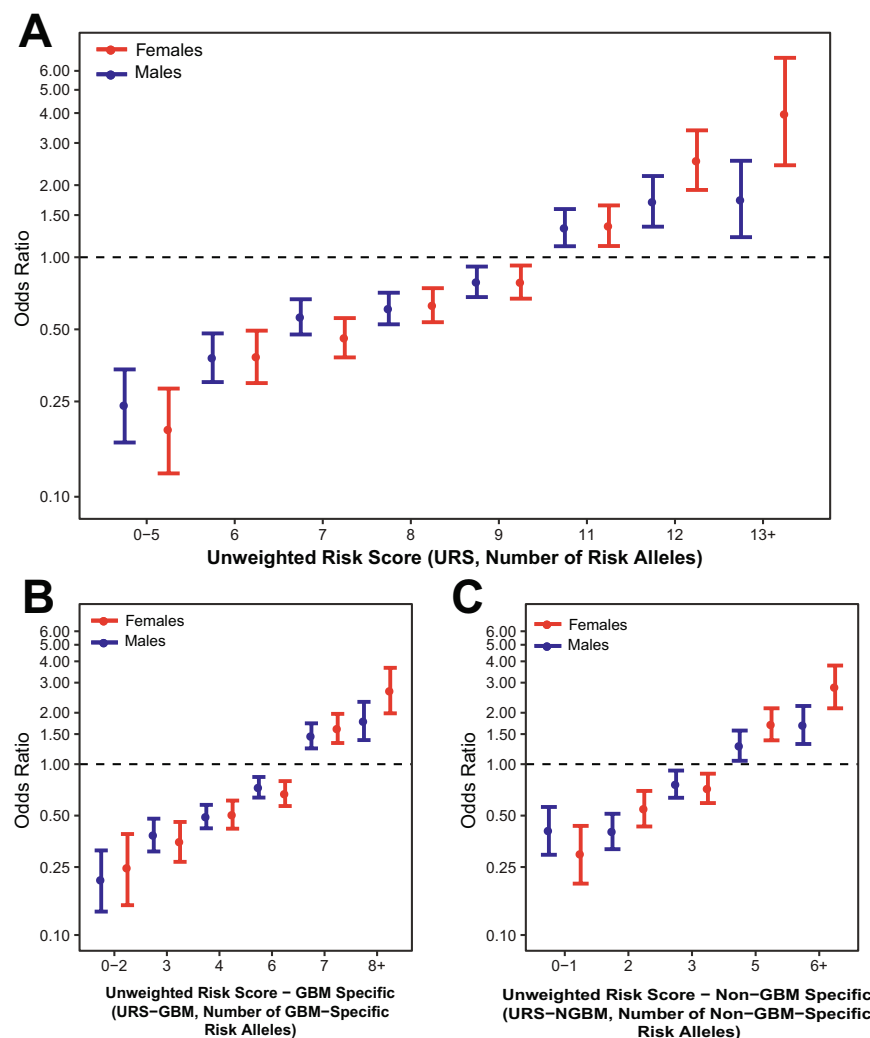 A
Females
Males
6.00
5.00
4.00
3.00
2.00
1.50
1.00
0.50
0.25
0.10
Odds Ratio
0−5 6 7 8 9 11 12 13+
Unweighted Risk Score (URS, Number of Risk Alleles)
B
Females
Males
6.00
5.00
4.00
3.00
2.00
1.50
1.00
0.50
0.25
0.10
Odds Ratio
0−2 3 4 6 7 8+
Unweighted Risk Score − GBM Specific
(URS−GBM, Number of GBM−Specific
Risk Alleles)
C
Females
Males
6.00
5.00
4.00
3.00
2.00
1.50
1.00
0.50
0.25
0.10
Odds Ratio
0−1 2 3 5 6+
Unweighted Risk Score − Non−GBM Specific
(URS−NGBM, Number of Non−GBM−Specific
Risk Alleles)